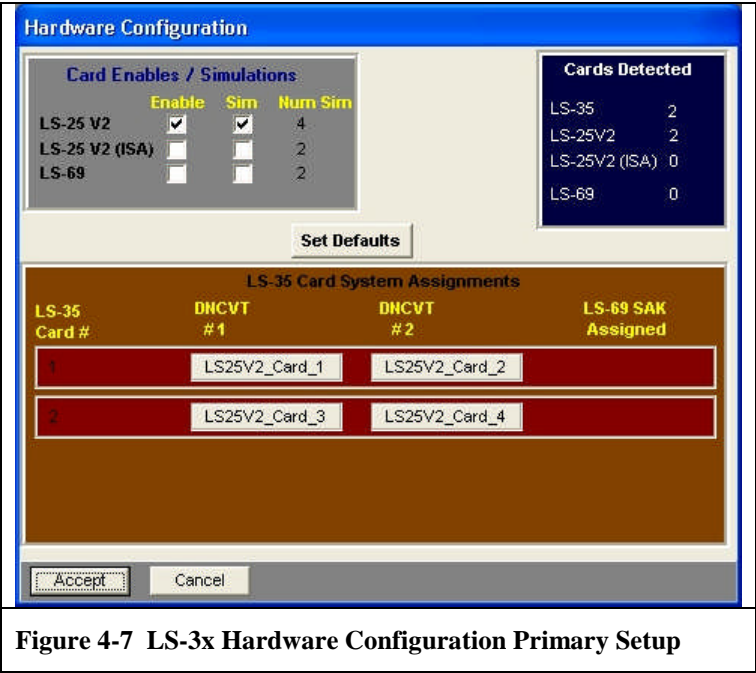 Hardware Configuration
Card Enables / Simulations
Enable Sim Num Sim
LS-25 V2 4
LS-25 V2 (ISA) 2
LS-69 2
Cards Detected
LS-35 2
LS-25V2 2
LS-25V2 (ISA) 0
LS-69 0
Set Defaults
LS-35 Card System Assignments
LS-35 Card # DNCVT #1 DNCVT #2 LS-69 SAK Assigned
1 LS25V2_Card_1 LS25V2_Card_2
2 LS25V2_Card_3 LS25V2_Card_4
Accept Cancel
Figure 4-7 LS-3x Hardware Configuration Primary Setup